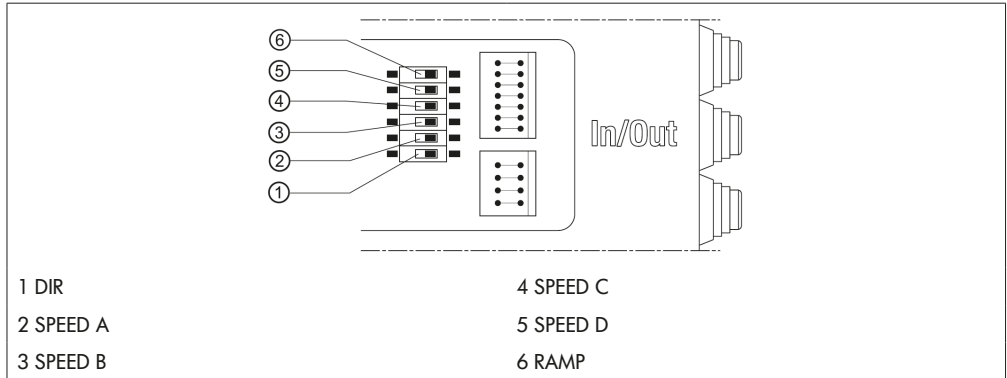 6
5
4
3
2
1
In/Out
1 DIR
4 SPEED C
2 SPEED A
5 SPEED D
3 SPEED B
6 RAMP